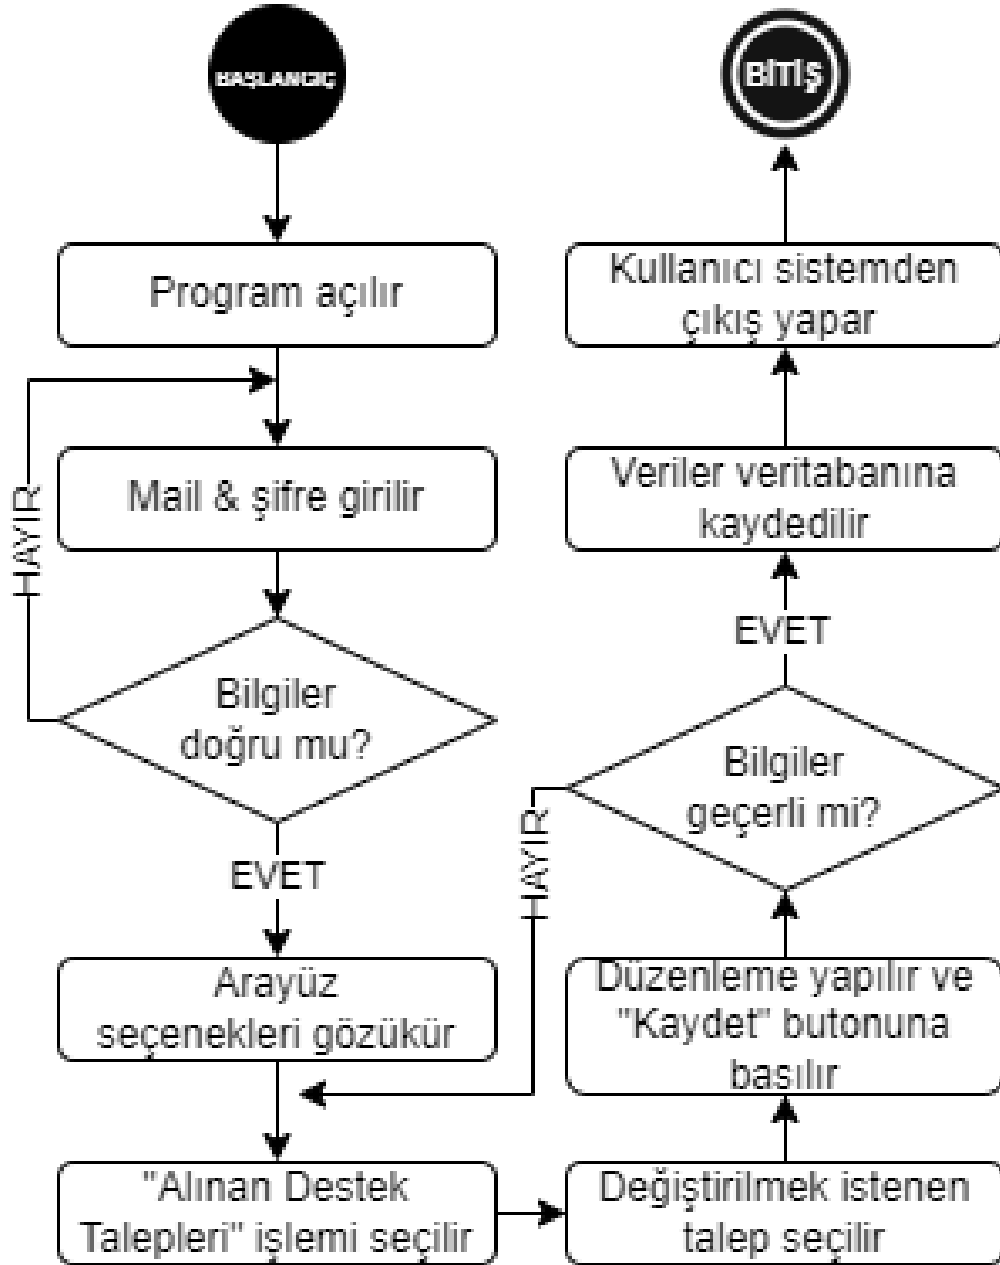 BAŞLANGIÇ
Program açılır
Mail & şifre girilir
HAYIR
Bilgiler
doğru mu?
EVET
Arayüz
seçenekleri gözükür
"Alınan Destek
Talepleri" işlemi seçilir
Değiştirilmek istenen
talep seçilir
Düzenleme yapılır ve
"Kaydet" butonuna
basılır
Bilgiler
geçerli mi?
HAYIR
EVET
Veriler veritabanına
kaydedilir
Kullanıcı sistemden
çıkış yapar
BİTİŞ